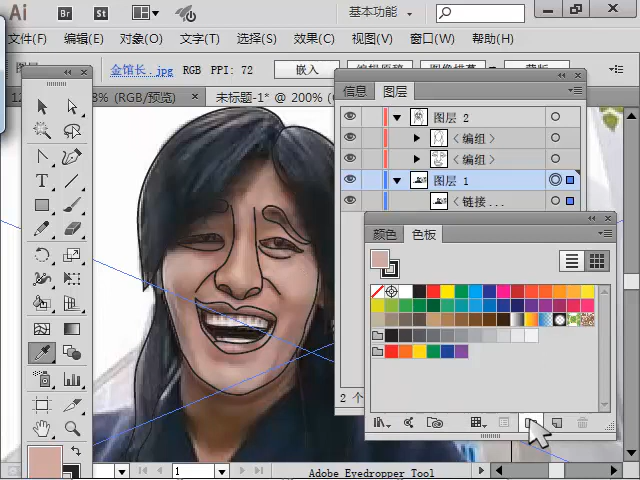 Ai Br St 基本功能
文件(F) 编辑(E) 对象(O) 文字(T) 选择(S) 效果(C) 视图(V) 窗口(W) 帮助(H)
金馆长.jpg RGB PPI: 72 嵌入
8% (RGB/预览) × 未标题-1* @ 200%
信息 图层
图层 2
<编组>
<编组>
图层 1
<链接...
颜色 色板
2 个
1 Adobe Eyedropper Tool